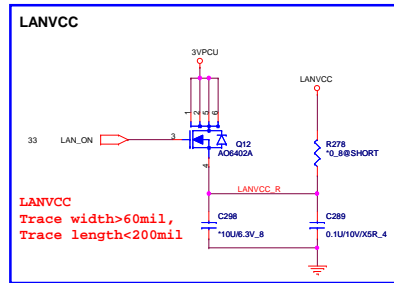 LANVCC
3VPCU
LANVCC
1
2
5
6
33 LAN_ON 3
Q12
AO6402A
R278
*0_8@SHORT
4
LANVCC_R
LANVCC
Trace width>60mil,
Trace length<200mil
C298
*10U/6.3V_8
C289
0.1U/10V/X5R_4